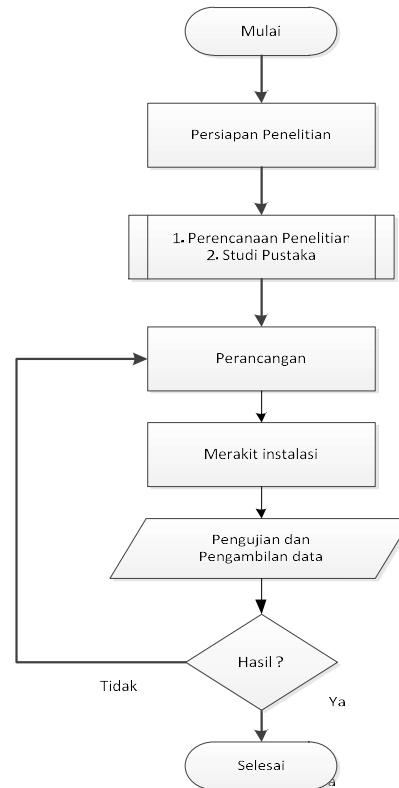 Mulai
Persiapan Penelitian
1. Perencanaan Penelitian
2. Studi Pustaka
Perancangan
Merakit instalasi
Pengujian dan
Pengambilan data
Hasil ?
Tidak
Ya
Selesai
a